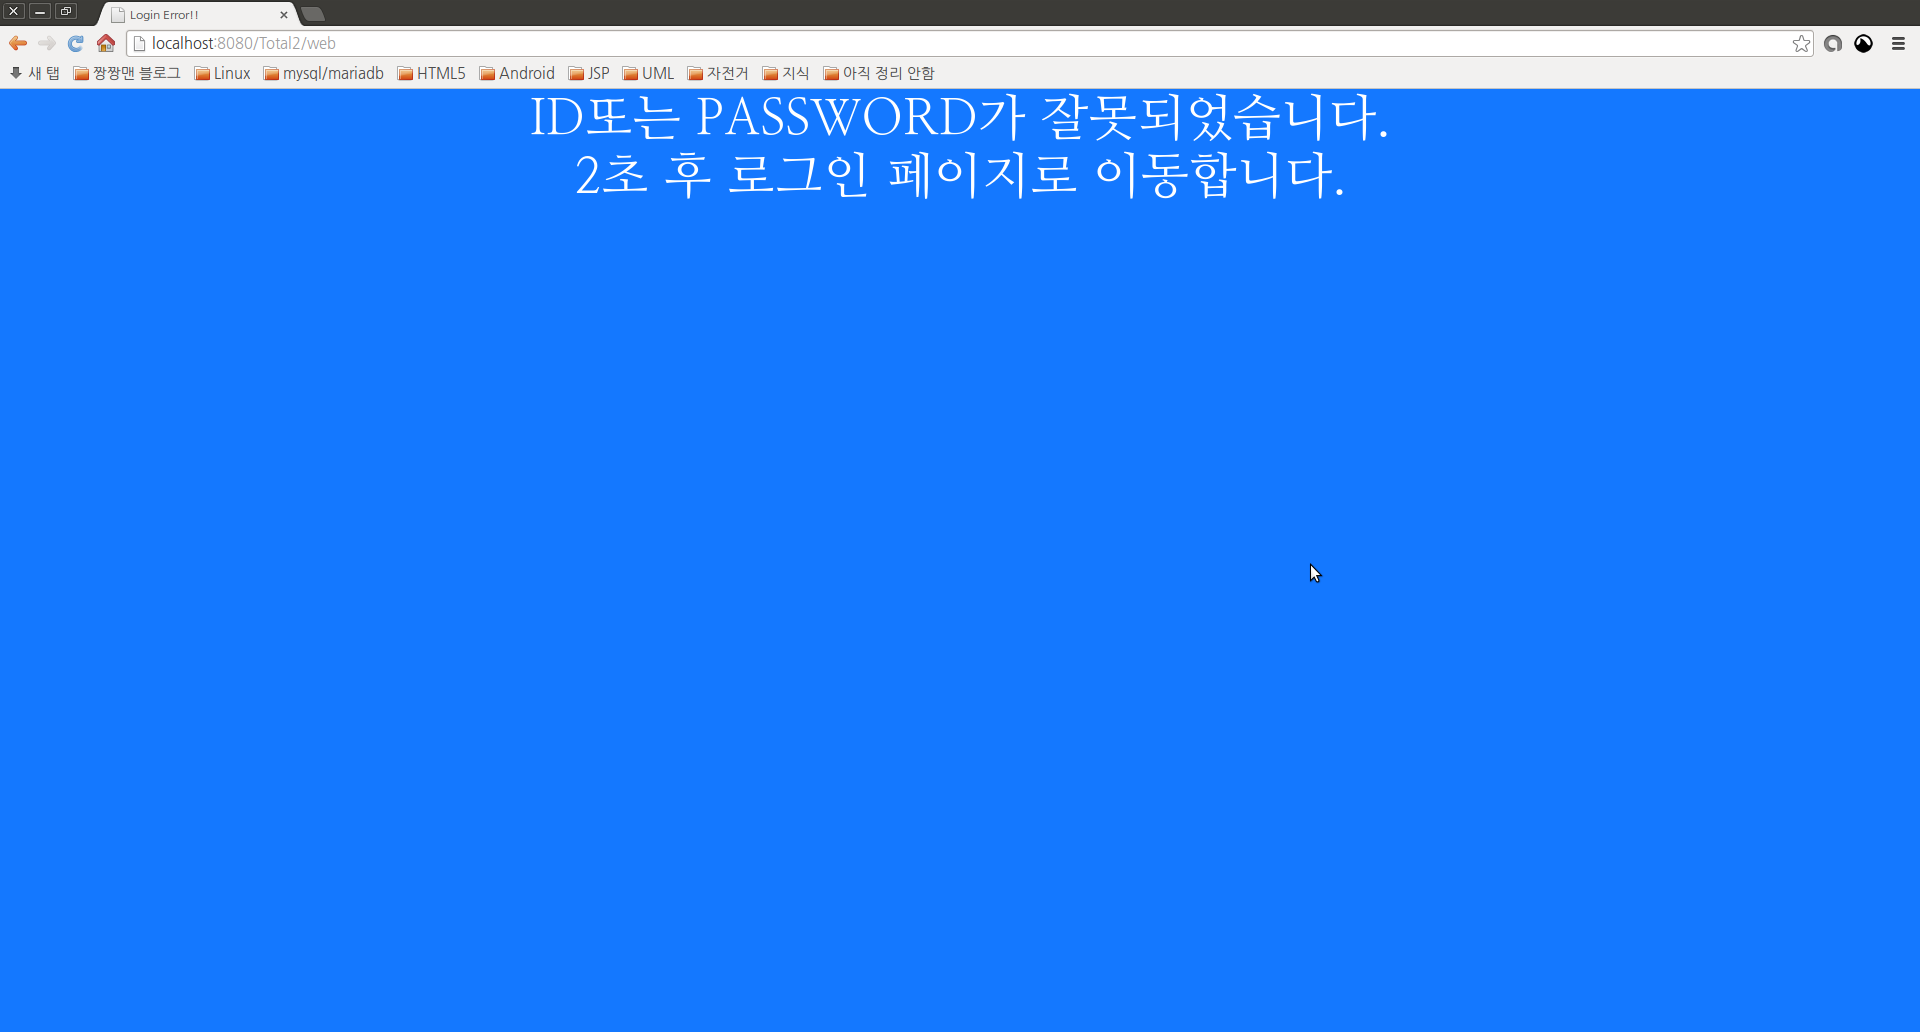 Login Error!!
localhost:8080/Total2/web
새 탭 짱짱맨 블로그 Linux mysql/mariadb HTML5 Android JSP UML 자전거 지식 아직 정리 안함
ID또는 PASSWORD가 잘못되었습니다.
2초 후 로그인 페이지로 이동합니다.